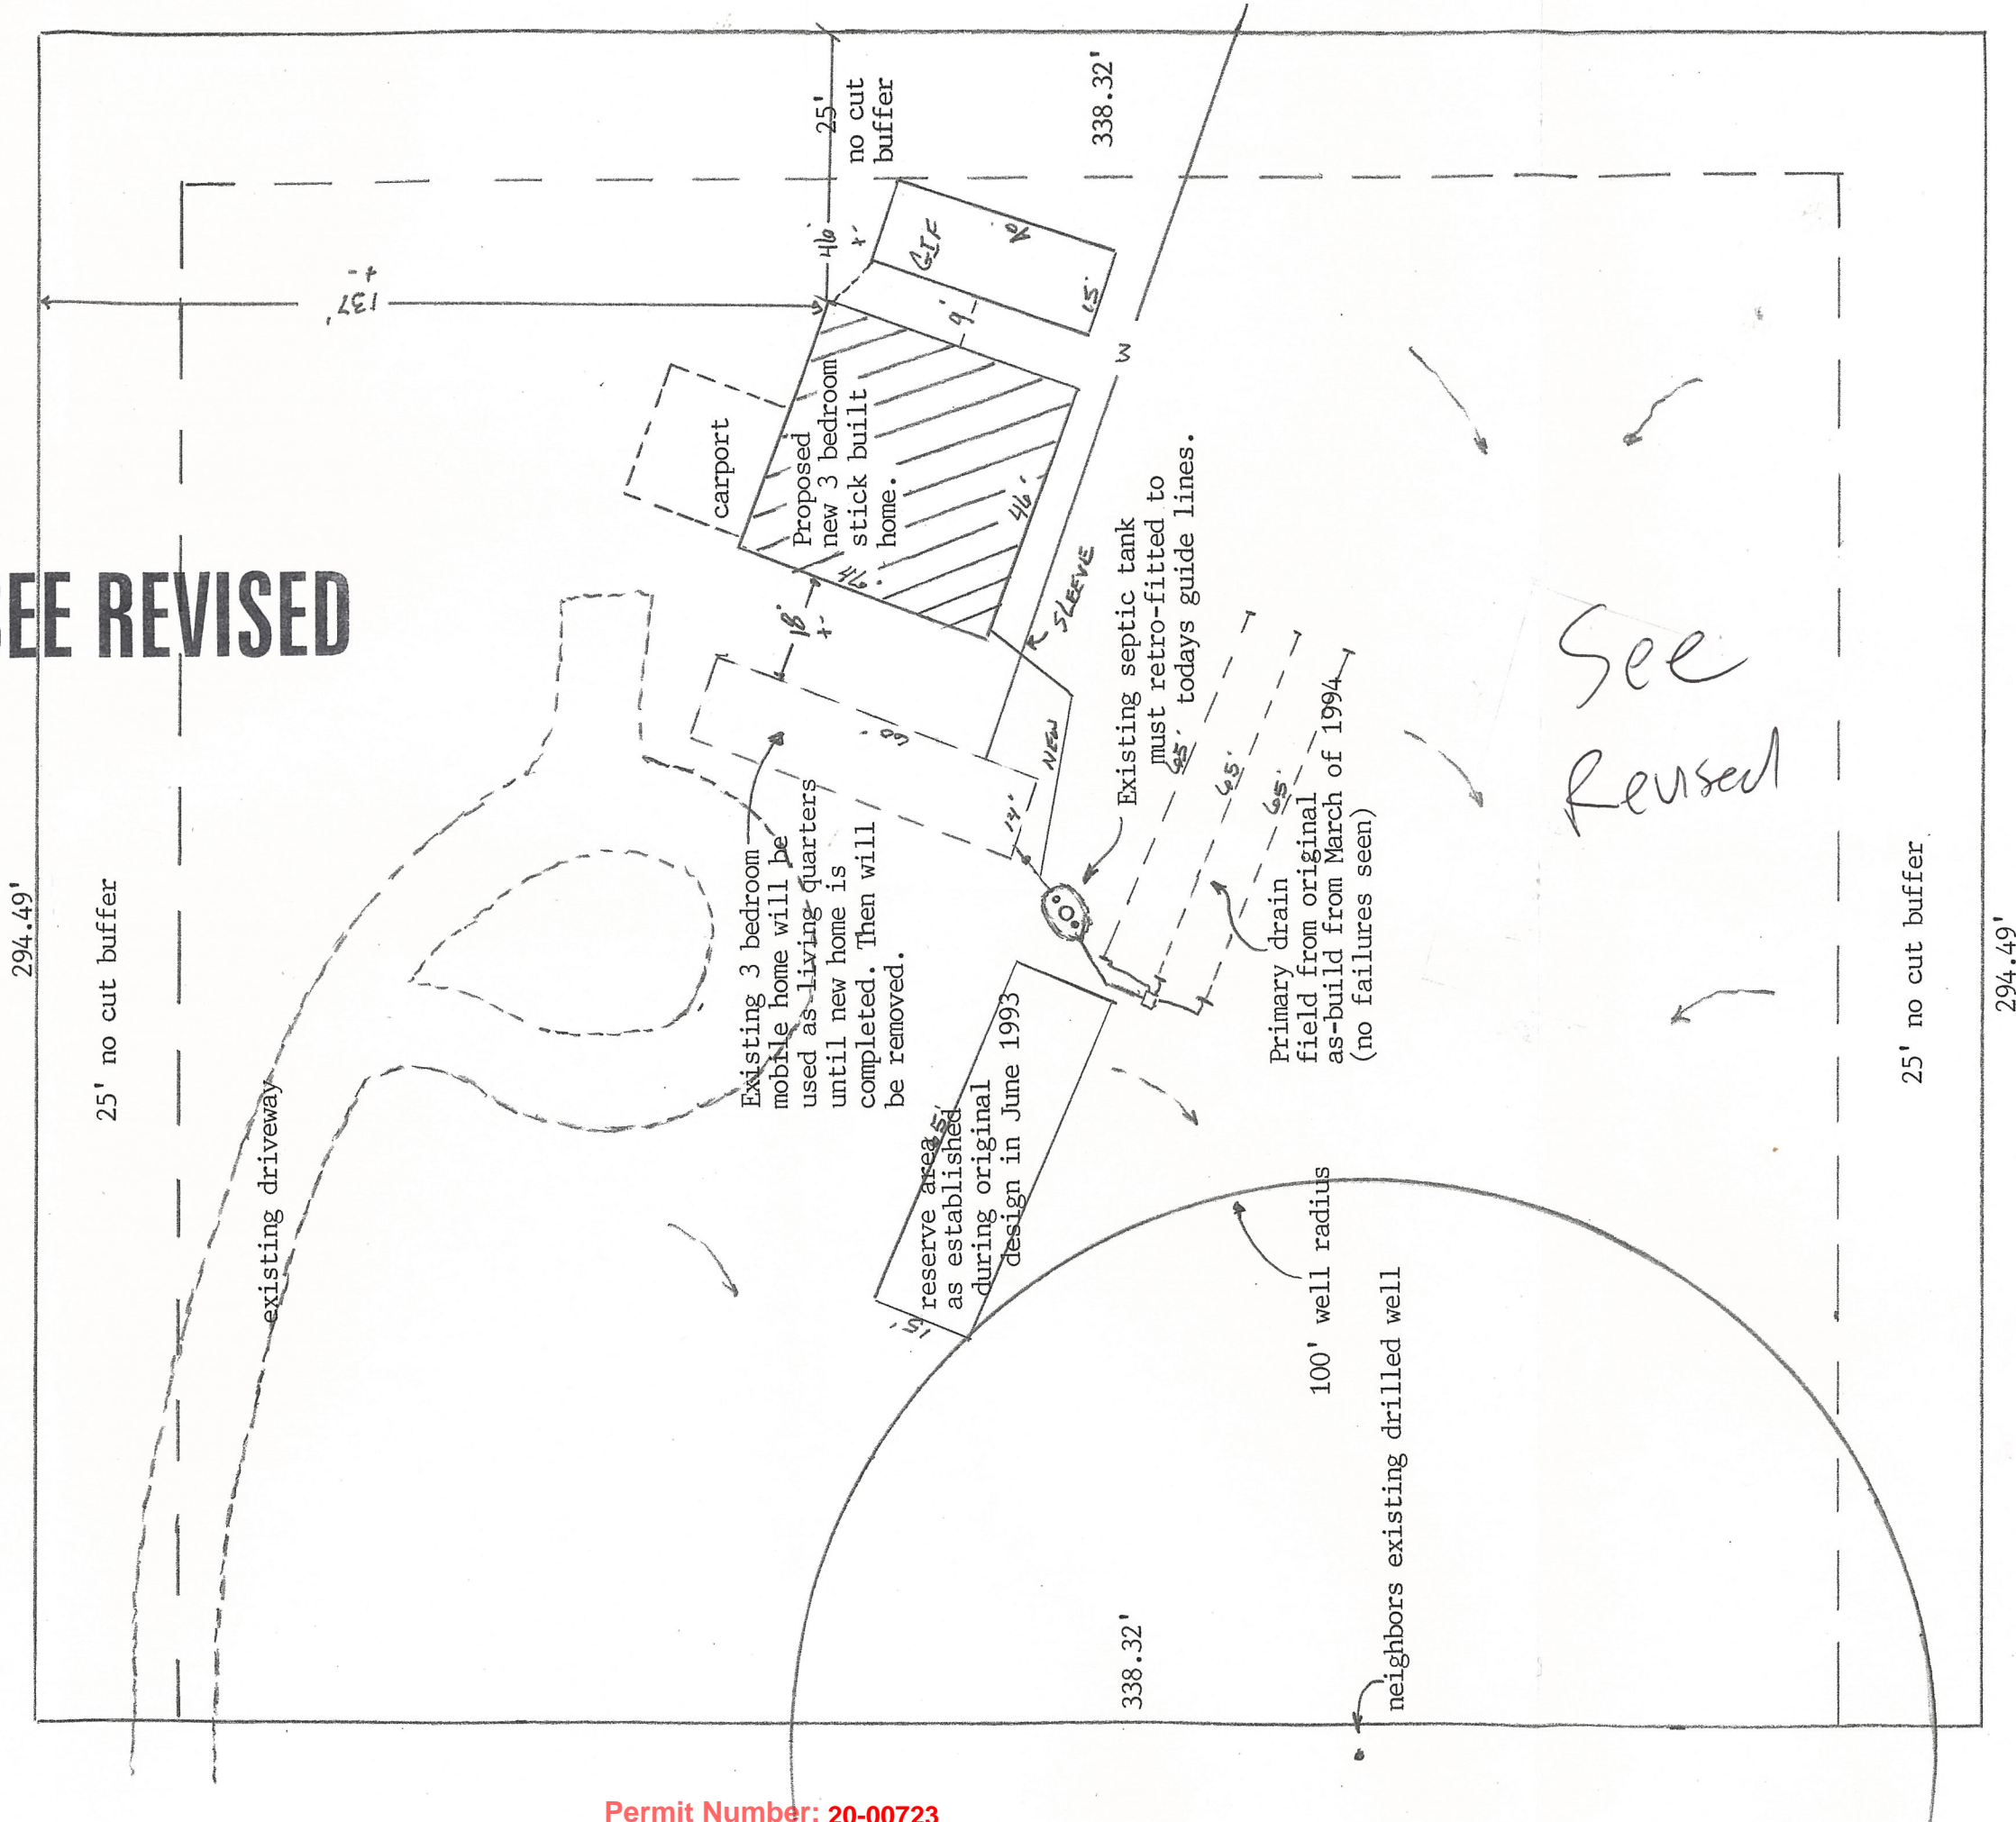 25'
no cut
buffer
338.32'
46'
+-
137'
+-
GIF
40'
15'
9'
carport
Proposed
new 3 bedroom
stick built
home.
46'
W
18'
+-
SLEEVE
EE REVISED
Existing septic tank
must retro-fitted to
todays guide lines.
See
Revised
NEW
14'
65'
65'
65'
Existing 3 bedroom
mobile home will be
used as living quarters
until new home is
completed. Then will
be removed.
Primary drain
field from original
as-build from March of 1994
(no failures seen)
294.49'
25' no cut buffer
25' no cut buffer
294.49'
existing driveway
reserve area
as established
during original
design in June 1993
65'
15'
100' well radius
neighbors existing drilled well
338.32'
Permit Number: 20-00723